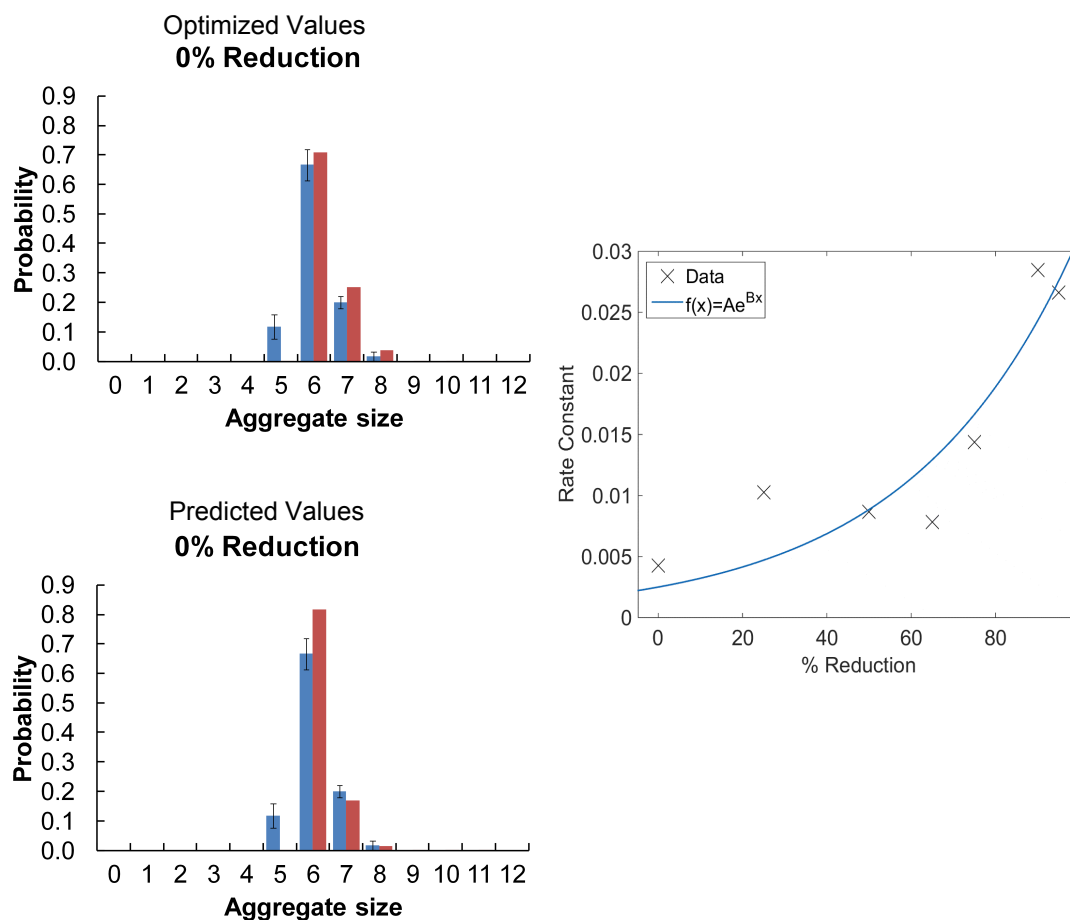 Optimized Values
0% Reduction
0.9
0.8
0.7
0.6
0.5
0.4
0.3
0.2
0.1
0.0
Probability
0 1 2 3 4 5 6 7 8 9 10 11 12
Aggregate size
Predicted Values
0% Reduction
0.9
0.8
0.7
0.6
0.5
0.4
0.3
0.2
0.1
0.0
Probability
0 1 2 3 4 5 6 7 8 9 10 11 12
Aggregate size
0.03
0.025
0.02
0.015
0.01
0.005
0
Rate Constant
Data
f(x)=Ae^Bx
0 20 40 60 80
% Reduction